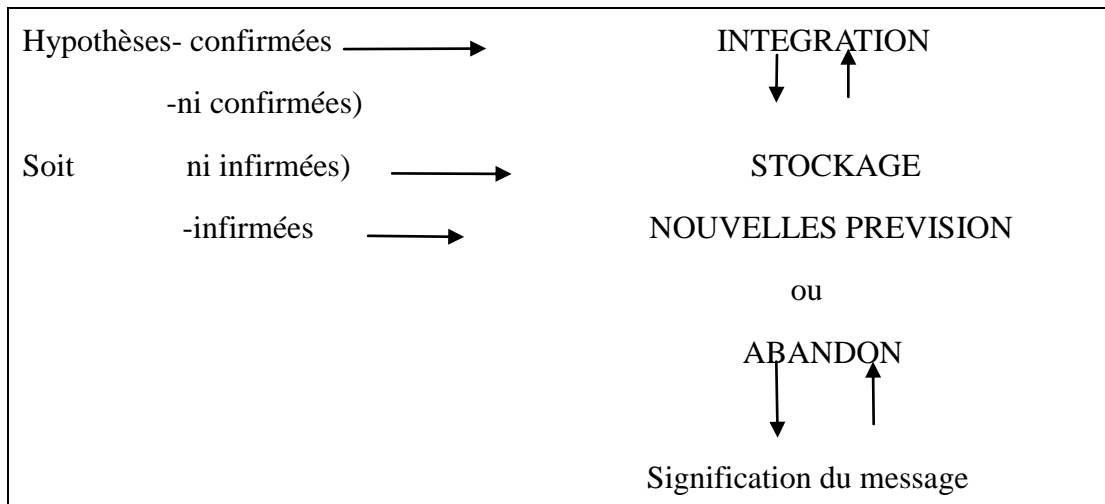 Hypothèses- confirmées INTEGRATION
-ni confirmées)
Soit ni infirmées) STOCKAGE
-infirmées NOUVELLES PREVISION
ou
ABANDON
Signification du message